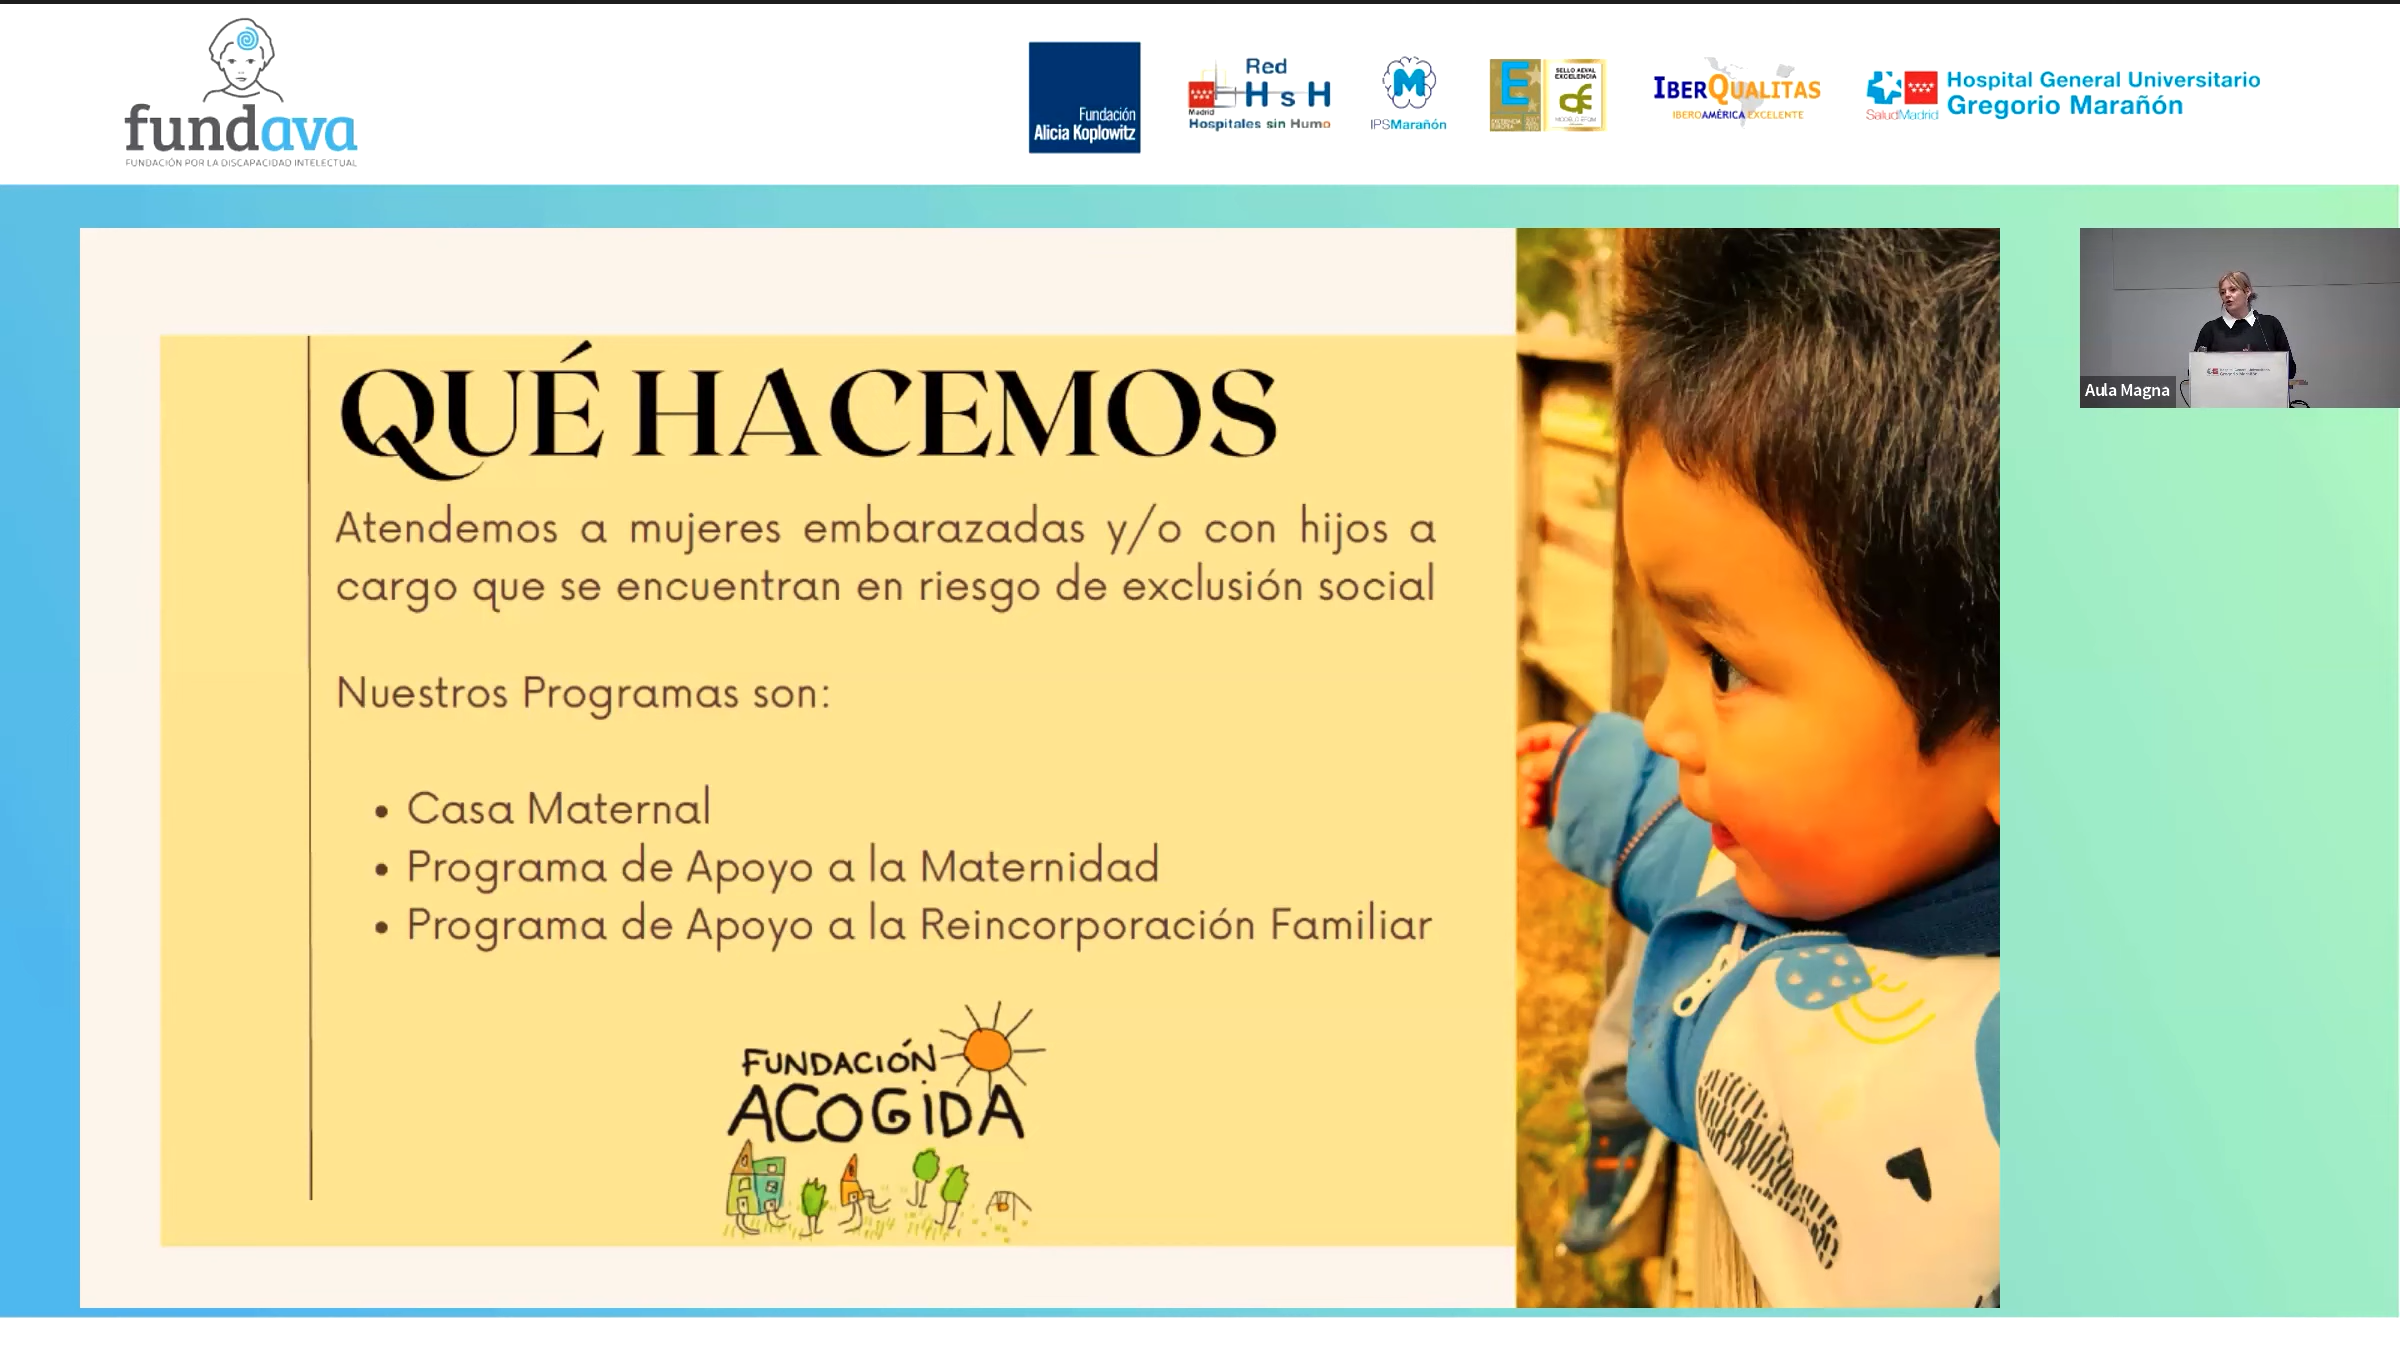 fundava
FUNDACIÓN POR LA DISCAPACIDAD INTELECTUAL
Fundación
Alicia Koplowitz
Red
H s H
Madrid
Hospitales sin Humo
M
IPSMarañón
E
SELLO AEVAL
EXCELENCIA
IBERQUALITAS
IBEROAMÉRICA EXCELENTE
SaludMadrid
Hospital General Universitario
Gregorio Marañón
QUÉ HACEMOS
Atendemos a mujeres embarazadas y/o con hijos a
cargo que se encuentran en riesgo de exclusión social
Nuestros Programas son:
• Casa Maternal
• Programa de Apoyo a la Maternidad
• Programa de Apoyo a la Reincorporación Familiar
FUNDACIÓN
ACOGIDA
Aula Magna